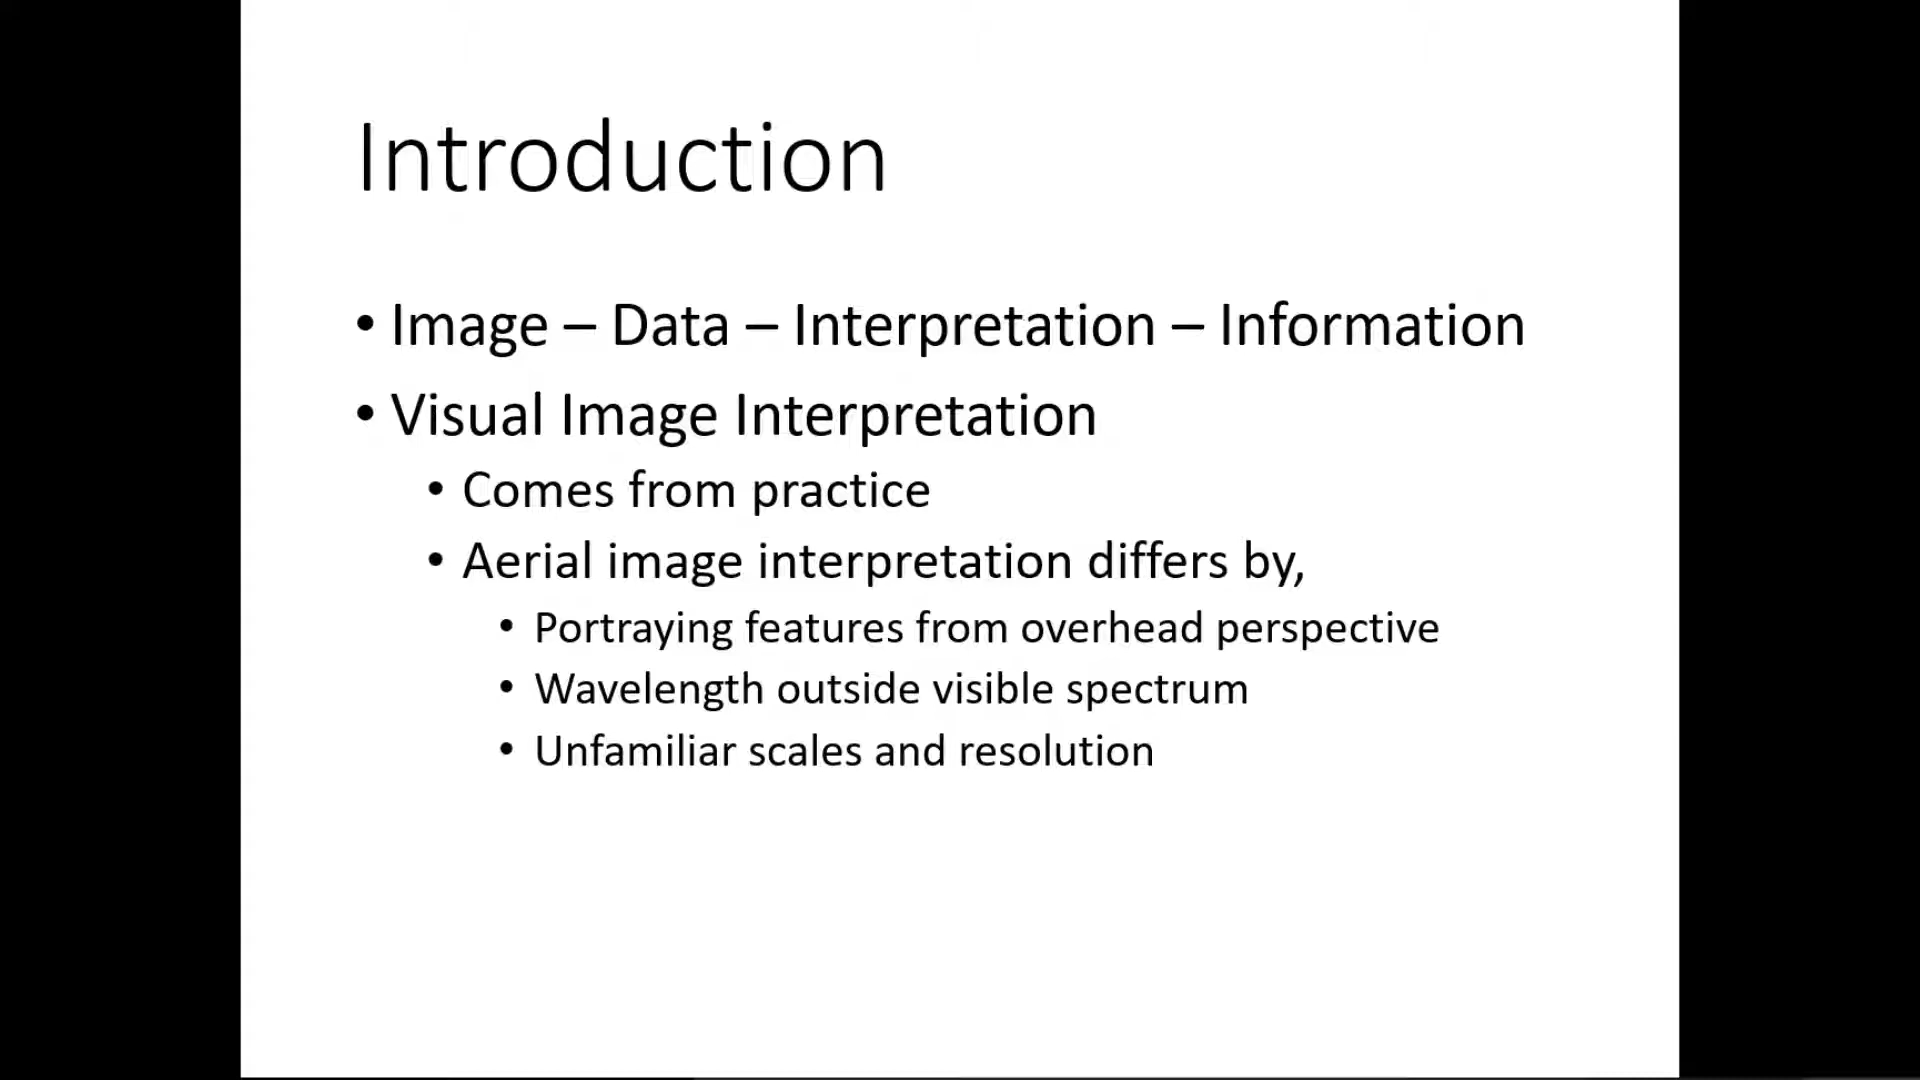 Introduction
• Image – Data – Interpretation – Information
• Visual Image Interpretation
• Comes from practice
• Aerial image interpretation differs by,
• Portraying features from overhead perspective
• Wavelength outside visible spectrum
• Unfamiliar scales and resolution